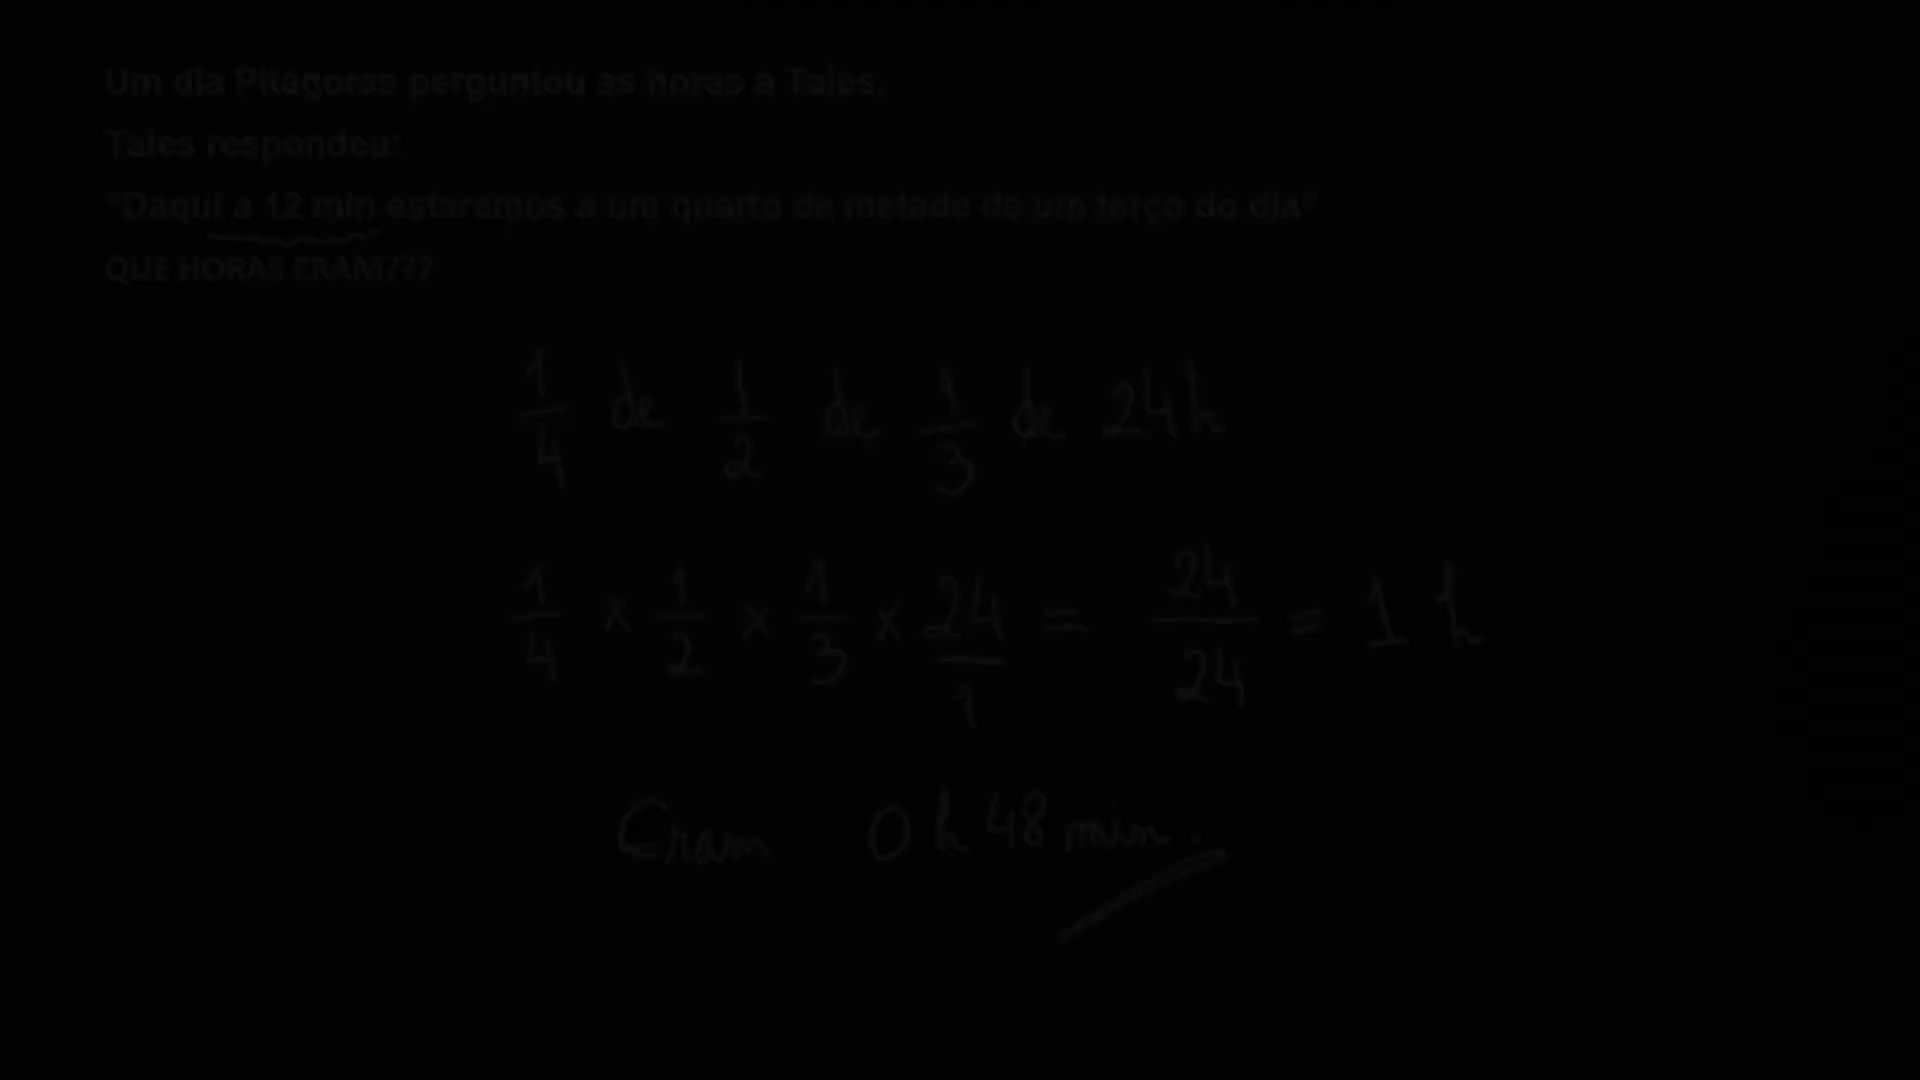 Um dia Pitágoras perguntou as horas a Tales.
Tales respondeu:
"Daqui a 12 min estaremos a um quarto de metade de um terço do dia"
QUE HORAS ERAM???
1/4 de 1/2 de 1/3 de 24h
1/4 x 1/2 x 1/3 x 24/1 = 24/24 = 1 h
Eram 0 h 48 min.